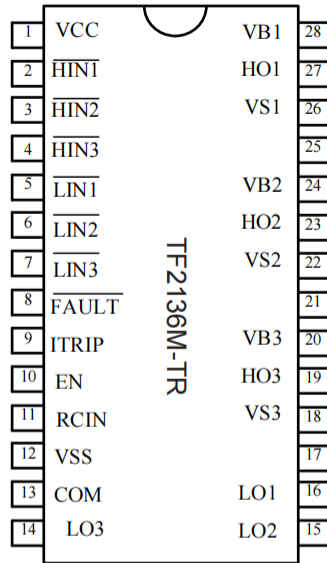 1 VCC VB1 28
2 HIN1 HO1 27
3 HIN2 VS1 26
4 HIN3 25
5 LIN1 VB2 24
6 LIN2 HO2 23
7 LIN3 VS2 22
8 FAULT 21
9 ITRIP VB3 20
10 EN HO3 19
11 RCIN VS3 18
12 VSS 17
13 COM LO1 16
14 LO3 LO2 15
TF2136M-TR